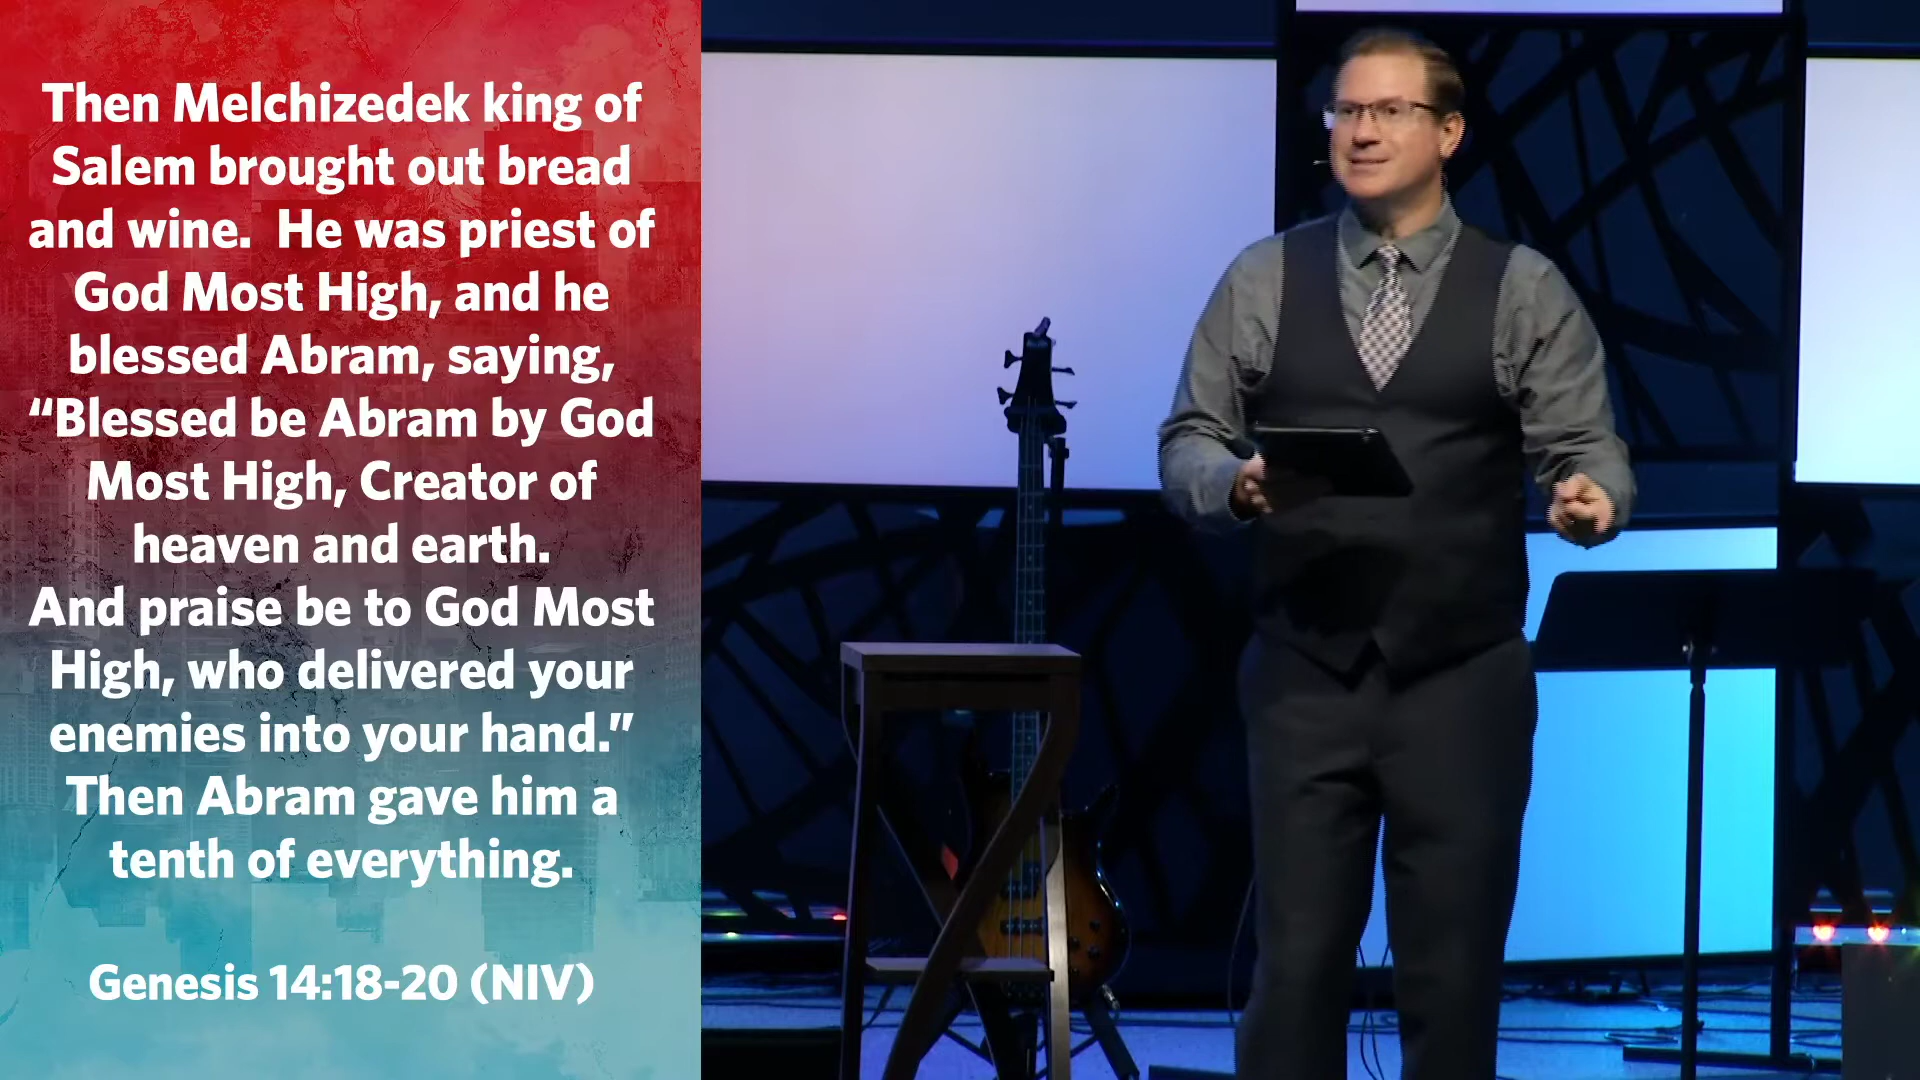 Then Melchizedek king of
Salem brought out bread
and wine.  He was priest of
God Most High, and he
blessed Abram, saying,
“Blessed be Abram by God
Most High, Creator of
heaven and earth.
And praise be to God Most
High, who delivered your
enemies into your hand.”
Then Abram gave him a
tenth of everything.
Genesis 14:18-20 (NIV)